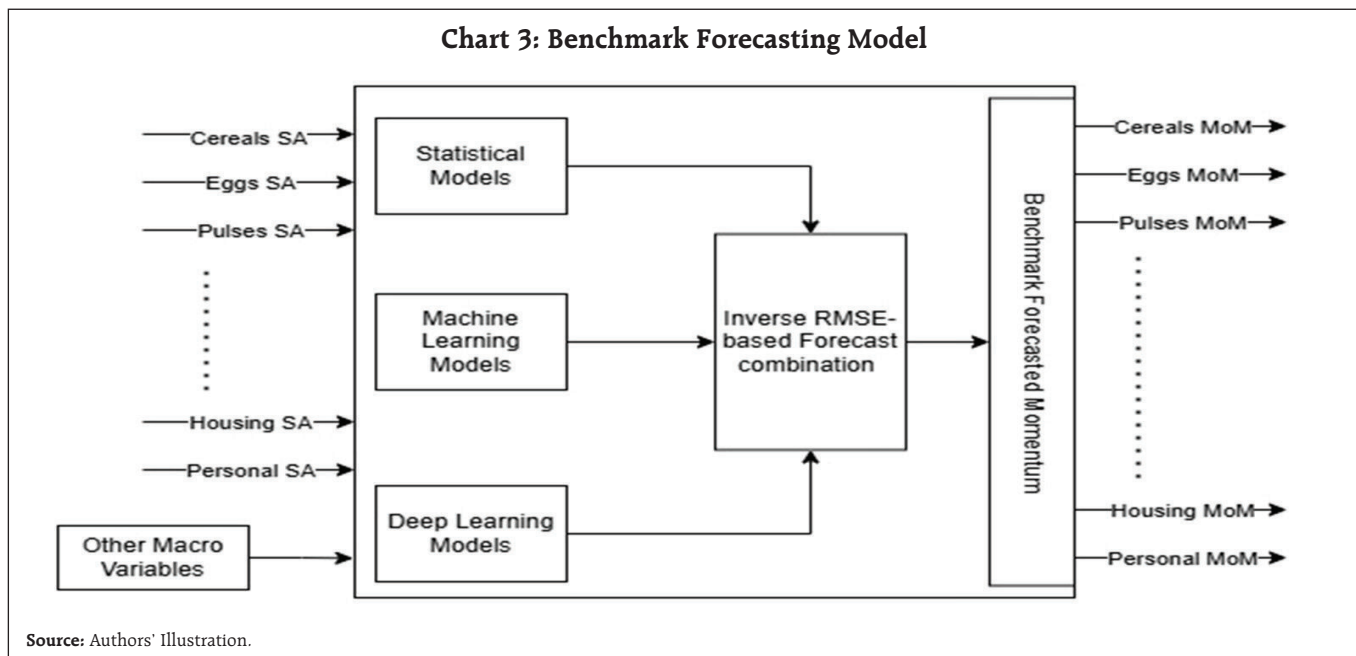 Chart 3: Benchmark Forecasting Model
Cereals SA
Eggs SA
Pulses SA
Housing SA
Personal SA
Other Macro
Variables
Statistical
Models
Machine
Learning
Models
Deep Learning
Models
Inverse RMSE-
based Forecast
combination
Benchmark Forecasted Momentum
Cereals MoM
Eggs MoM
Pulses MoM
Housing MoM
Personal MoM
Source: Authors' Illustration.